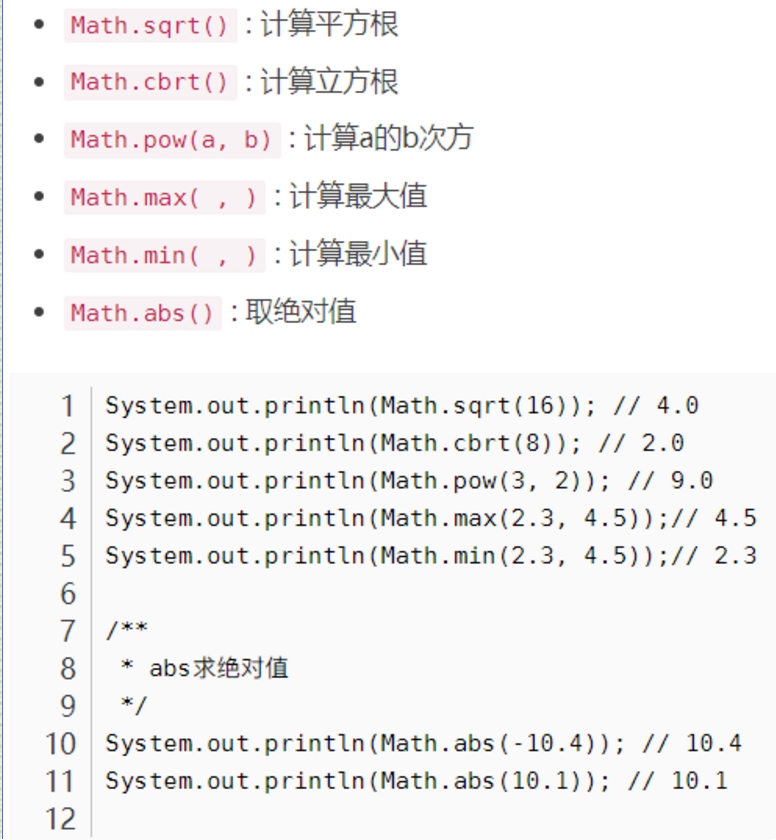 Math.sqrt() : 计算平方根
Math.cbrt() : 计算立方根
Math.pow(a, b) : 计算a的b次方
Math.max( , ) : 计算最大值
Math.min( , ) : 计算最小值
Math.abs() : 取绝对值
1 System.out.println(Math.sqrt(16)); // 4.0
2 System.out.println(Math.cbrt(8)); // 2.0
3 System.out.println(Math.pow(3, 2)); // 9.0
4 System.out.println(Math.max(2.3, 4.5));// 4.5
5 System.out.println(Math.min(2.3, 4.5));// 2.3
6
7 /**
8  * abs求绝对值
9  */
10 System.out.println(Math.abs(-10.4)); // 10.4
11 System.out.println(Math.abs(10.1)); // 10.1
12